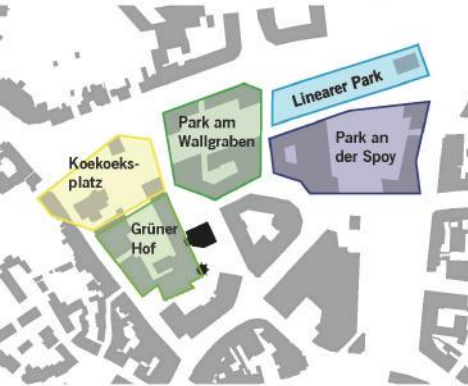 Linearer Park
Park am
Wallgraben
Park an
der Spoy
Koekoeks-
platz
Grüner
Hof